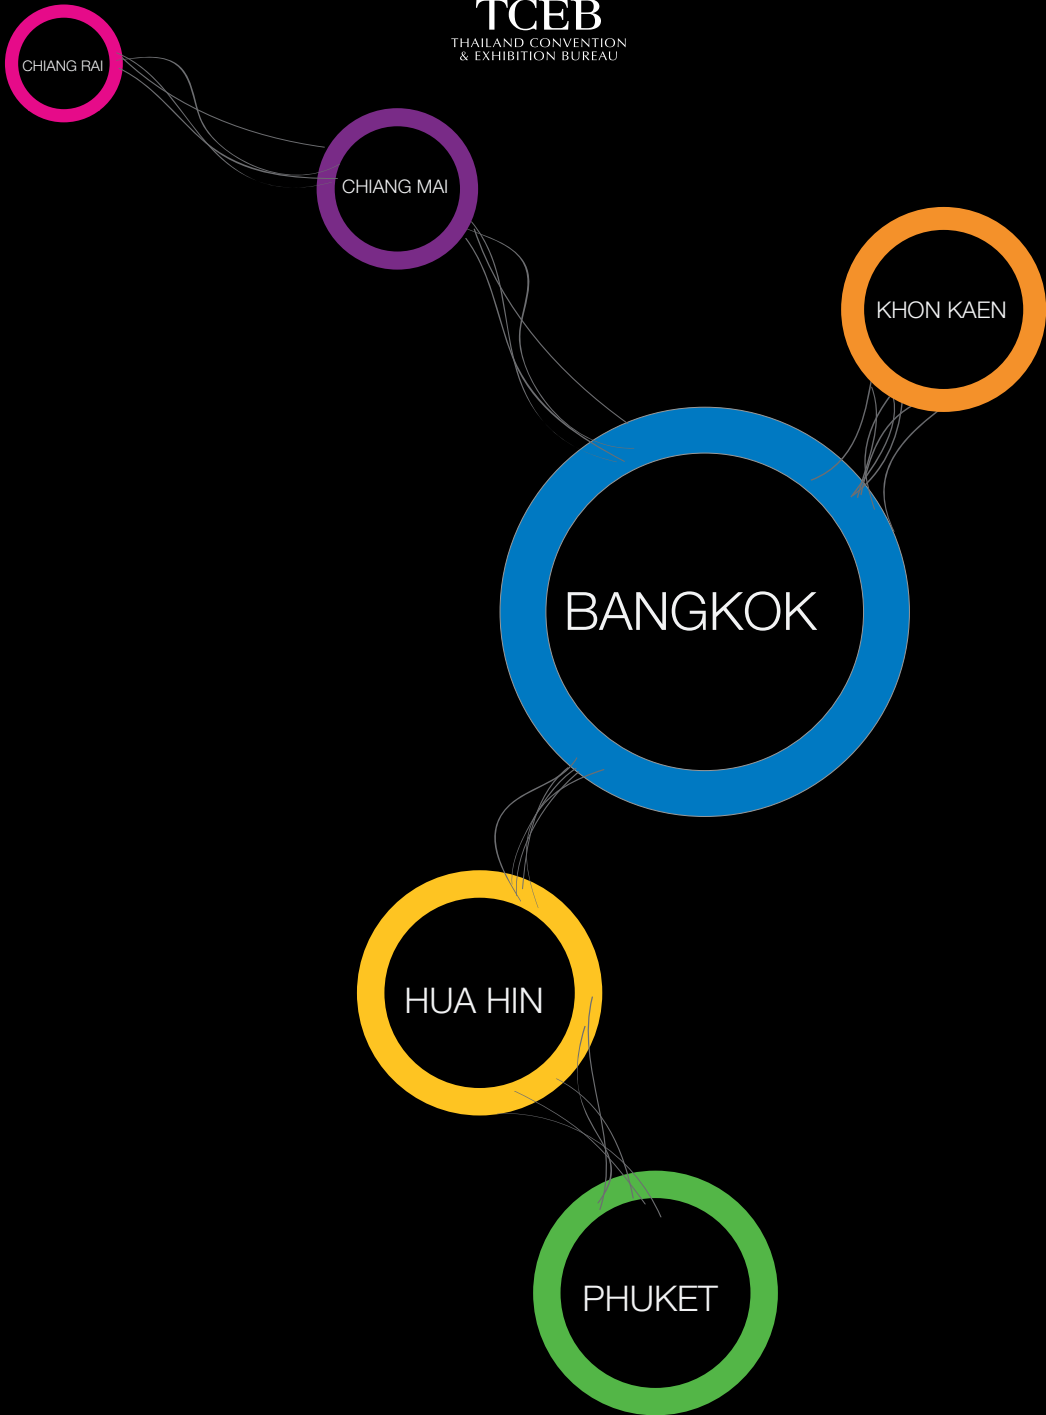 TCEB
THAILAND CONVENTION
& EXHIBITION BUREAU
CHIANG RAI
CHIANG MAI
KHON KAEN
BANGKOK
HUA HIN
PHUKET